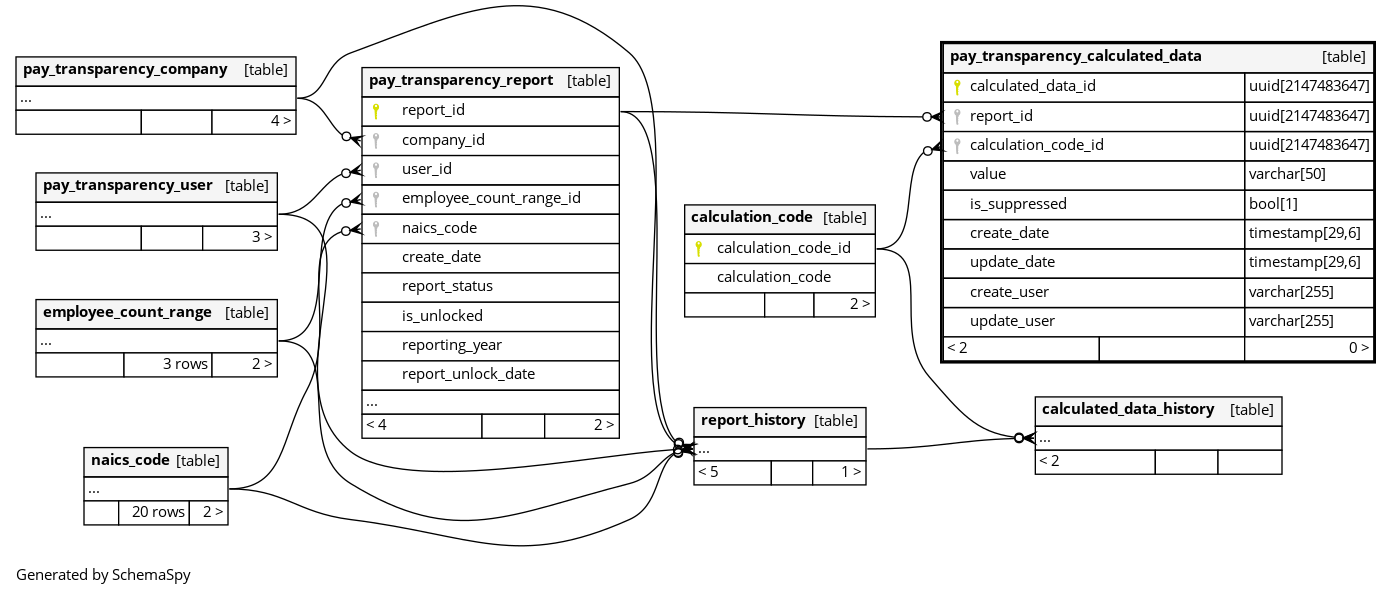 pay_transparency_company [table]
...
4 >
pay_transparency_user [table]
...
3 >
employee_count_range [table]
...
3 rows 2 >
naics_code [table]
...
20 rows 2 >
pay_transparency_report [table]
report_id
company_id
user_id
employee_count_range_id
naics_code
create_date
report_status
is_unlocked
reporting_year
report_unlock_date
...
< 4 2 >
calculation_code [table]
calculation_code_id
calculation_code
2 >
report_history [table]
...
< 5 1 >
pay_transparency_calculated_data [table]
calculated_data_id uuid[2147483647]
report_id uuid[2147483647]
calculation_code_id uuid[2147483647]
value varchar[50]
is_suppressed bool[1]
create_date timestamp[29,6]
update_date timestamp[29,6]
create_user varchar[255]
update_user varchar[255]
< 2 0 >
calculated_data_history [table]
...
< 2
Generated by SchemaSpy